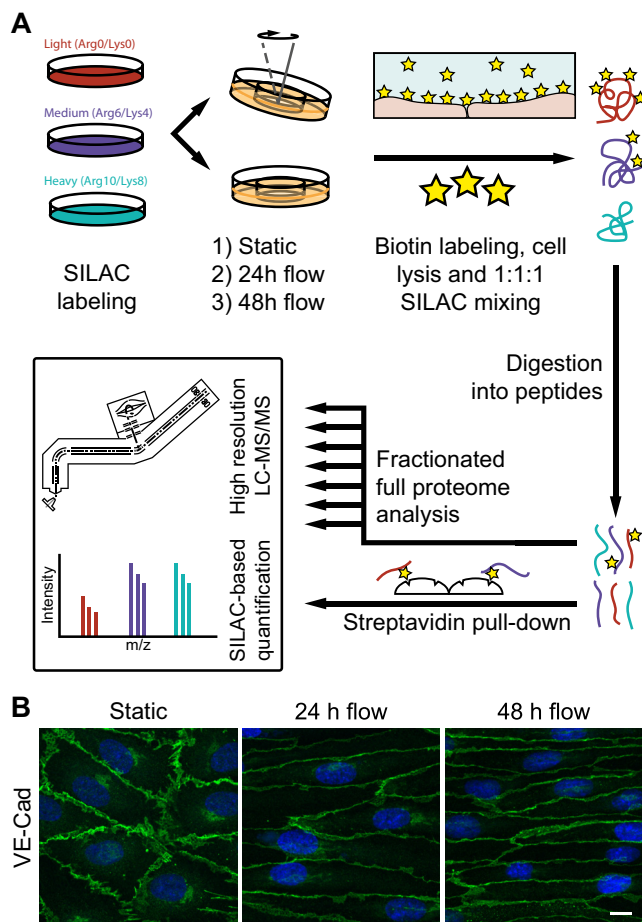 A
Light (Arg0/Lys0)
Medium (Arg6/Lys4)
Heavy (Arg10/Lys8)
SILAC
labeling
1) Static
2) 24h flow
3) 48h flow
Biotin labeling, cell
lysis and 1:1:1
SILAC mixing
Digestion
into peptides
High resolution
LC-MS/MS
Fractionated
full proteome
analysis
Streptavidin pull-down
Intensity
m/z
SILAC-based
quantification
B
Static
24 h flow
48 h flow
VE-Cad